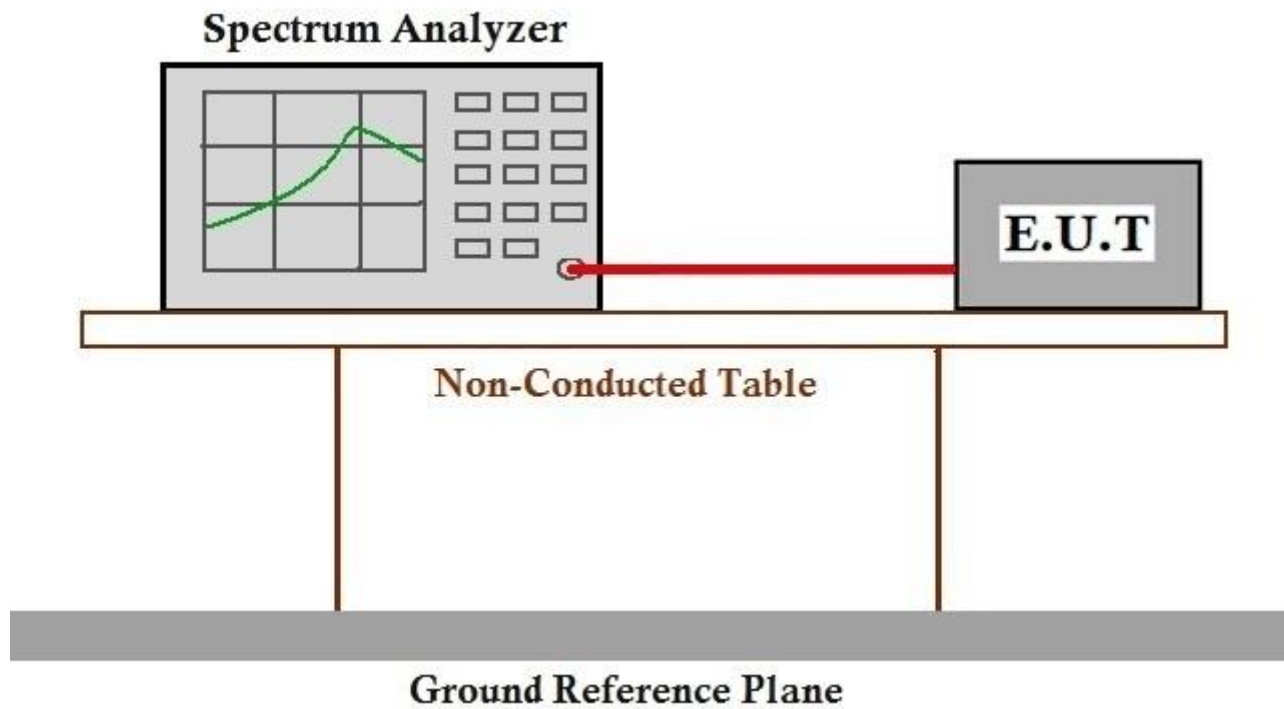 Spectrum Analyzer
E.U.T
Non-Conducted Table
Ground Reference Plane